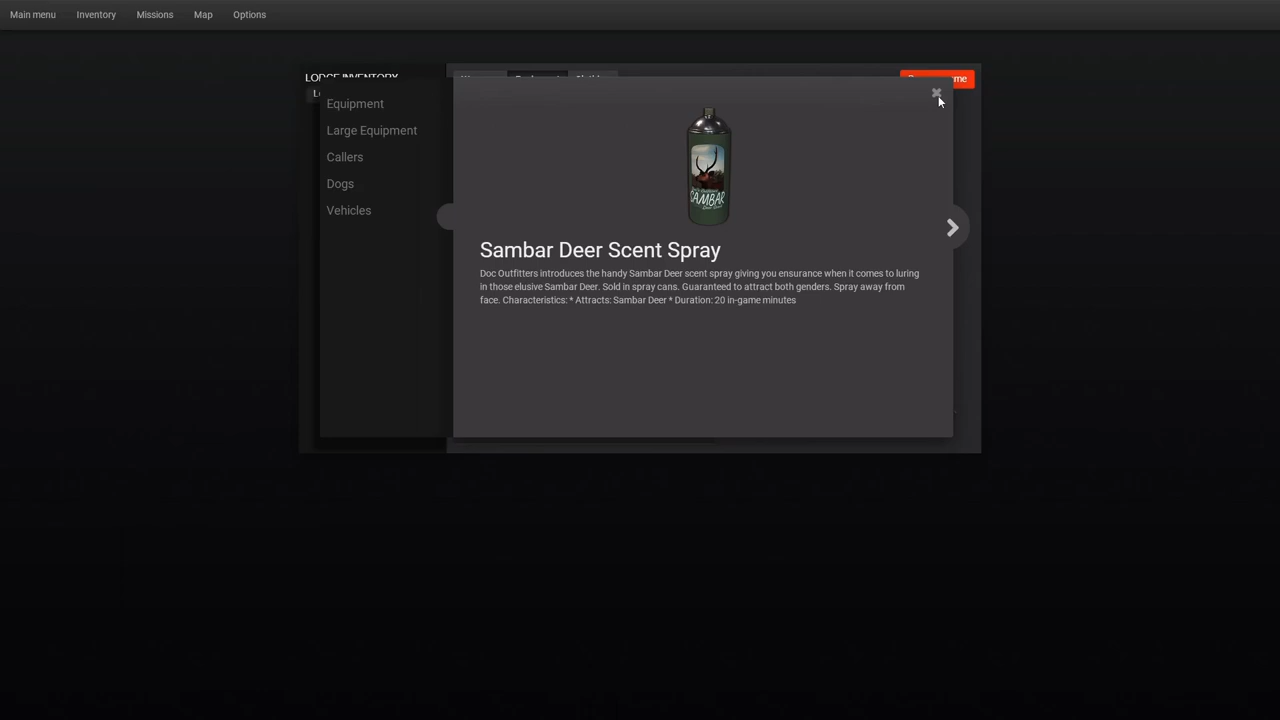 Main menu Inventory Missions Map Options
LODGE INVENTORY
Equipment
Large Equipment
Callers
Dogs
Vehicles
SAMBAR
Sambar Deer Scent Spray
Doc Outfitters introduces the handy Sambar Deer scent spray giving you ensurance when it comes to luring
in those elusive Sambar Deer. Sold in spray cans. Guaranteed to attract both genders. Spray away from
face. Characteristics: * Attracts: Sambar Deer * Duration: 20 in-game minutes